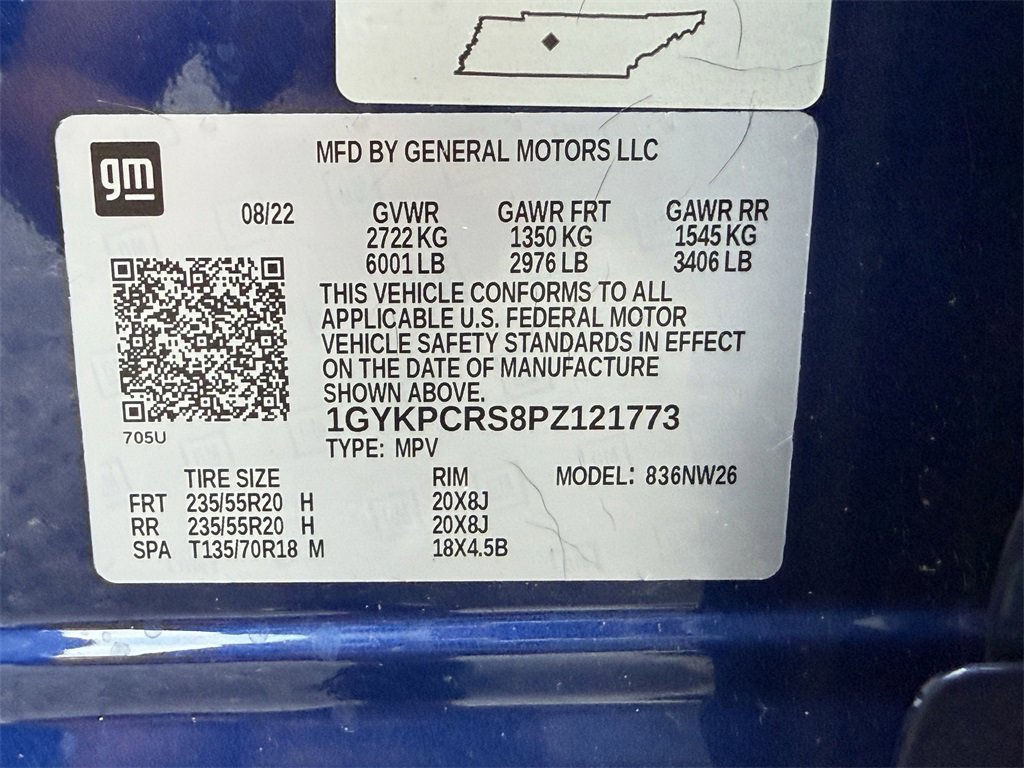 gm
MFD BY GENERAL MOTORS LLC
08/22 GVWR GAWR FRT GAWR RR
2722 KG 1350 KG 1545 KG
6001 LB 2976 LB 3406 LB
THIS VEHICLE CONFORMS TO ALL
APPLICABLE U.S. FEDERAL MOTOR
VEHICLE SAFETY STANDARDS IN EFFECT
ON THE DATE OF MANUFACTURE
SHOWN ABOVE.
1GYKPCRS8PZ121773
705U
TYPE: MPV
TIRE SIZE RIM MODEL: 836NW26
FRT 235/55R20 H 20X8J
RR 235/55R20 H 20X8J
SPA T135/70R18 M 18X4.5B